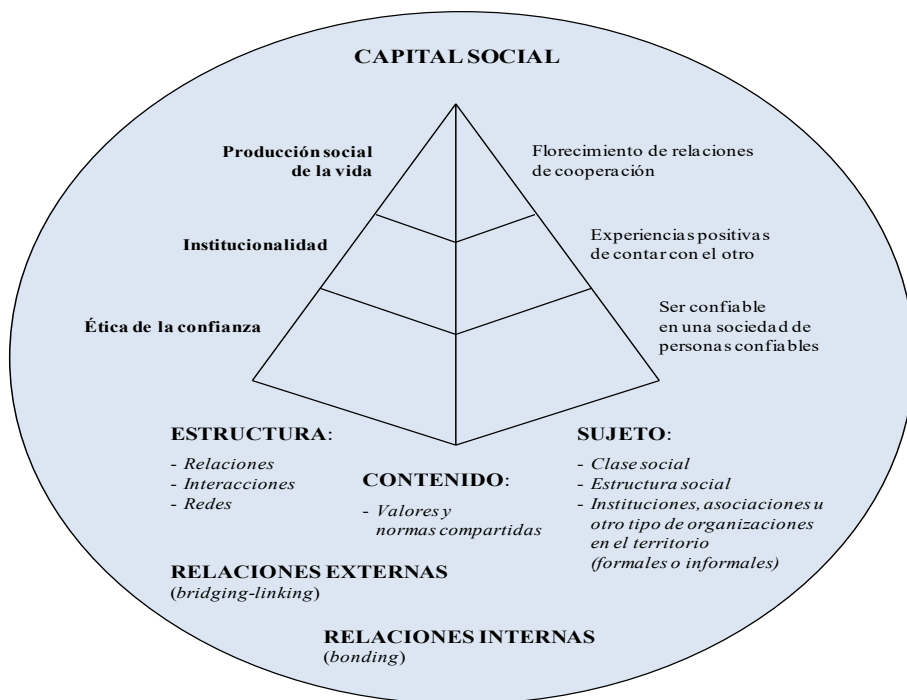 CAPITAL SOCIAL
Producción social
de la vida
Florecimiento de relaciones
de cooperación
Institucionalidad
Experiencias positivas
de contar con el otro
Ética de la confianza
Ser confiable
en una sociedad de
personas confiables
ESTRUCTURA:
- Relaciones
- Interacciones
- Redes
CONTENIDO:
- Valores y
normas compartidas
SUJETO:
- Clase social
- Estructura social
- Instituciones, asociaciones u
otro tipo de organizaciones
en el territorio
(formales o informales)
RELACIONES EXTERNAS
(bridging-linking)
RELACIONES INTERNAS
(bonding)